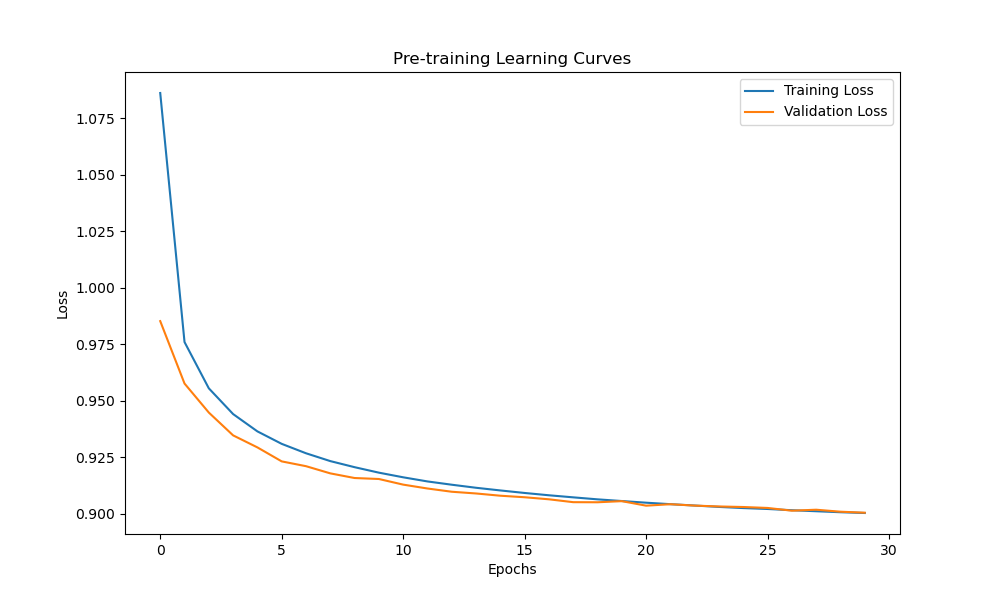 Pre-training Learning Curves
Training Loss
Validation Loss
1.075
1.050
1.025
1.000
0.975
0.950
0.925
0.900
Loss
0 5 10 15 20 25 30
Epochs